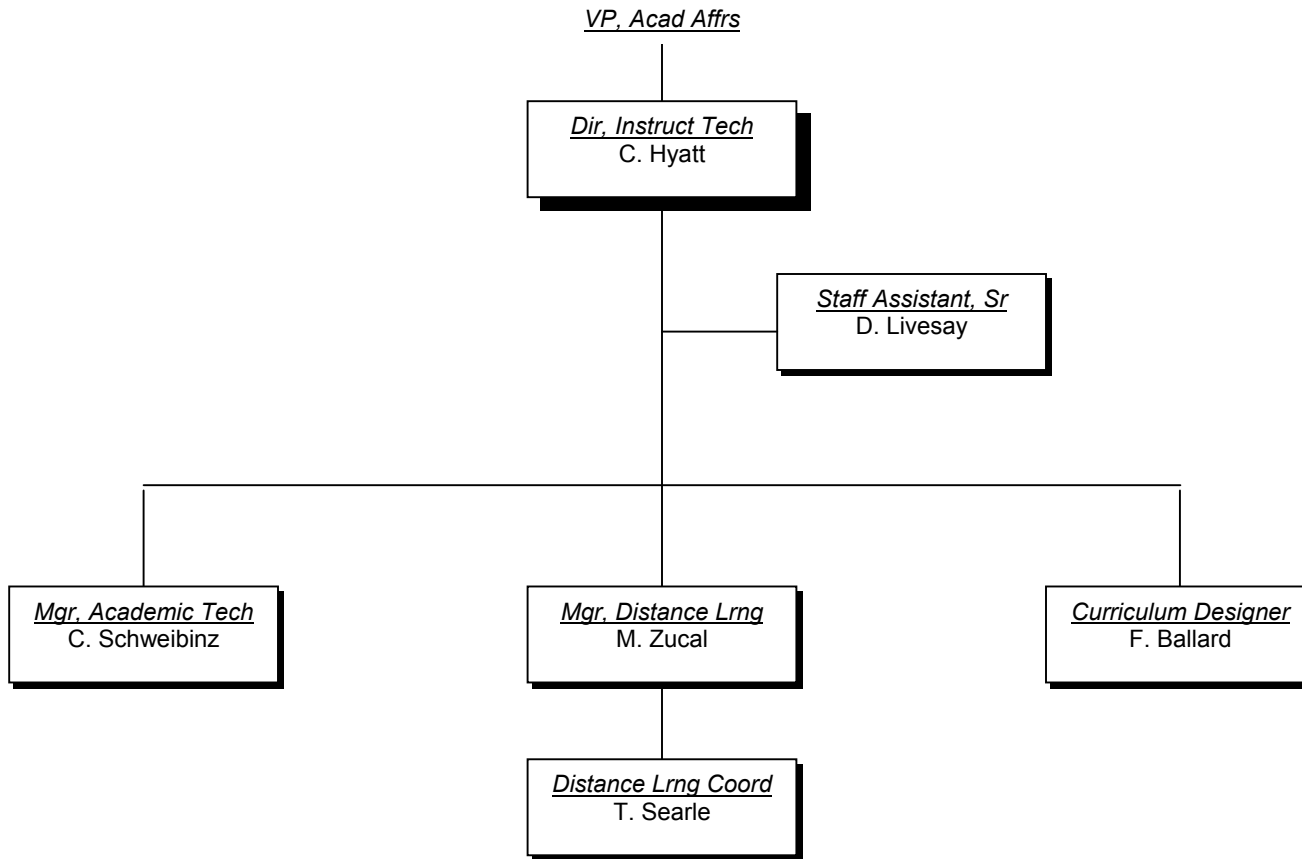 VP, Acad Affrs
Dir, Instruct Tech
C. Hyatt
Staff Assistant, Sr
D. Livesay
Mgr, Academic Tech
C. Schweibinz
Mgr, Distance Lrng
M. Zucal
Curriculum Designer
F. Ballard
Distance Lrng Coord
T. Searle